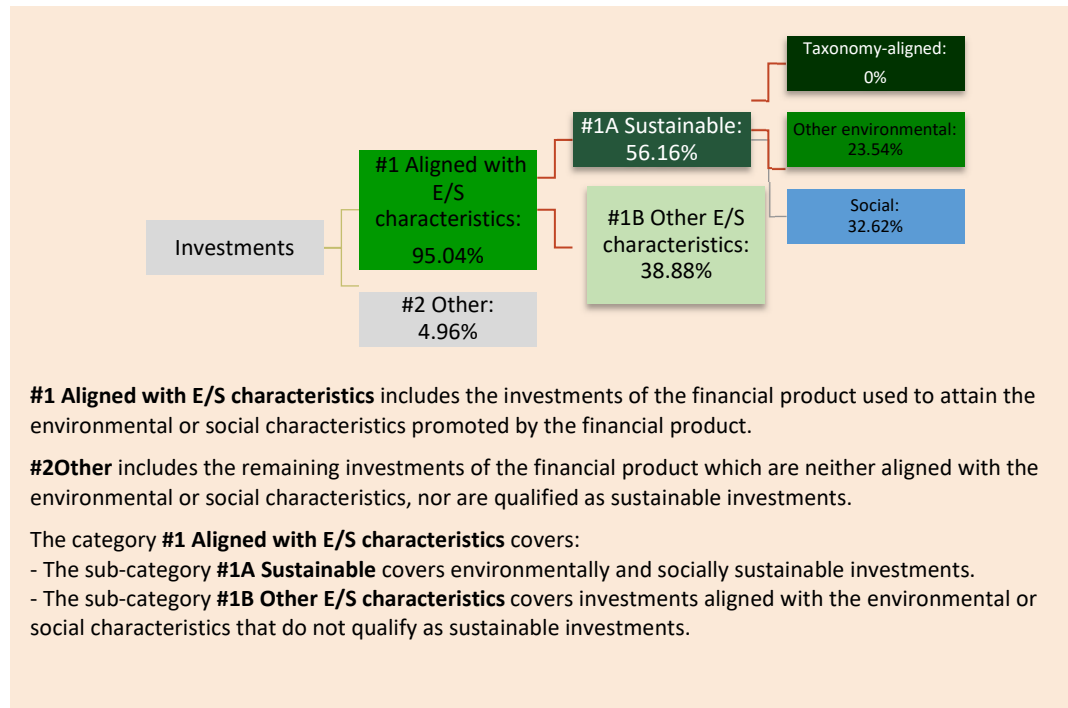 Taxonomy-aligned:
0%
#1A Sustainable:
56.16%
Other environmental:
23.54%
#1 Aligned with
E/S
characteristics:
95.04%
#1B Other E/S
characteristics:
38.88%
Social:
32.62%
Investments
#2 Other:
4.96%
#1 Aligned with E/S characteristics includes the investments of the financial product used to attain the
environmental or social characteristics promoted by the financial product.
#2Other includes the remaining investments of the financial product which are neither aligned with the
environmental or social characteristics, nor are qualified as sustainable investments.
The category #1 Aligned with E/S characteristics covers:
- The sub-category #1A Sustainable covers environmentally and socially sustainable investments.
- The sub-category #1B Other E/S characteristics covers investments aligned with the environmental or
social characteristics that do not qualify as sustainable investments.